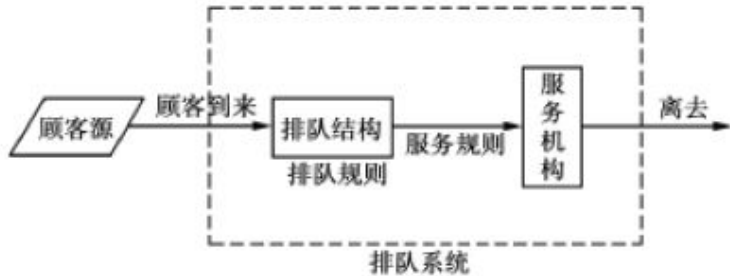 顾客源
顾客到来
排队结构
排队规则
服务规则
服务机构
离去
排队系统